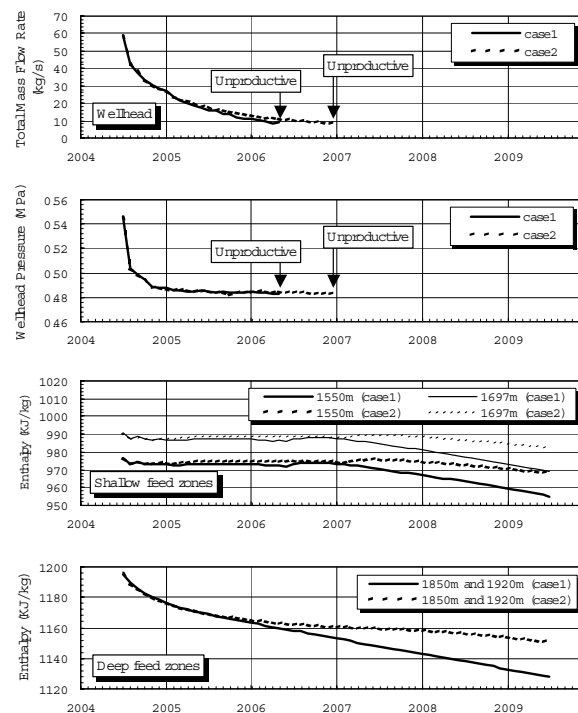 Total Mass Flow Rate
(kg/s)
70
60
50
40
30
20
10
0
case1
case2
Unproductive
Unproductive
Wellhead
2004 2005 2006 2007 2008 2009
Wellhead Pressure (MPa)
0.56
0.54
0.52
0.50
0.48
0.46
case1
case2
Unproductive
Unproductive
2004 2005 2006 2007 2008 2009
Enthalpy (KJ/kg)
1020
1010
1000
990
980
970
960
950
1550m (case1) 1697m (case1)
1550m (case2) 1697m (case2)
Shallow feed zones
2004 2005 2006 2007 2008 2009
Enthalpy (KJ/kg)
1200
1180
1160
1140
1120
1850m and 1920m (case1)
1850m and 1920m (case2)
Deep feed zones
2004 2005 2006 2007 2008 2009